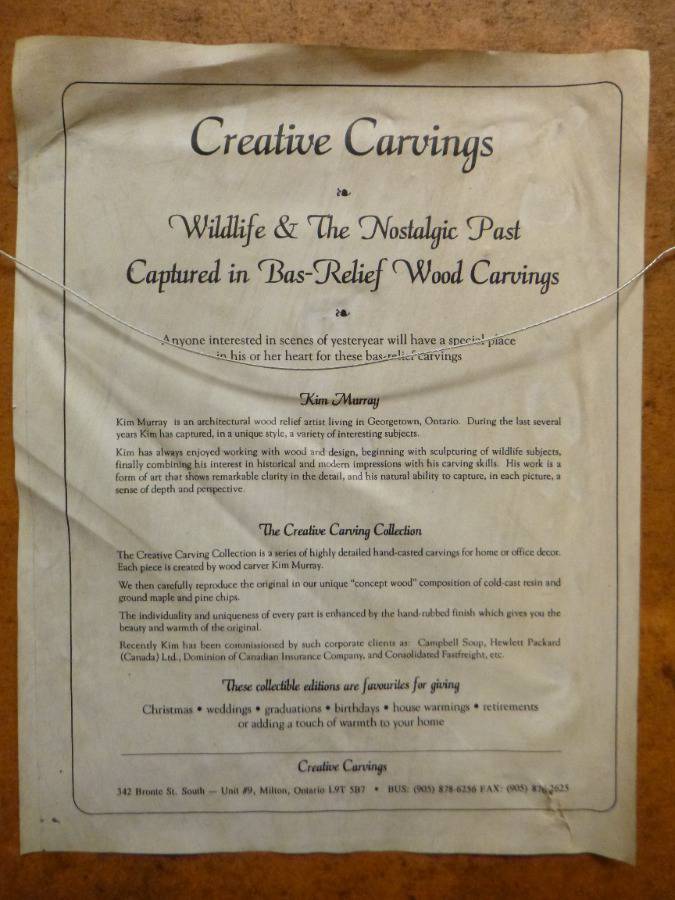 Creative Carvings
Wildlife & The Nostalgic Past
Captured in Bas-Relief Wood Carvings
Anyone interested in scenes of yesteryear will have a special place
in his or her heart for these bas-relief carvings
Kim Murray
Kim Murray is an architectural wood relief artist living in Georgetown, Ontario. During the last several
years Kim has captured, in a unique style, a variety of interesting subjects.
Kim has always enjoyed working with wood and design, beginning with sculpturing of wildlife subjects,
finally combining his interest in historical and modern impressions with his carving skills. His work is a
form of art that shows remarkable clarity in the detail, and his natural ability to capture, in each picture, a
sense of depth and perspective.
The Creative Carving Collection
The Creative Carving Collection is a series of highly detailed hand-casted carvings for home or office decor.
Each piece is created by wood carver Kim Murray.
We then carefully reproduce the original in our unique "concept wood" composition of cold-cast resin and
ground maple and pine chips.
The individuality and uniqueness of every part is enhanced by the hand-rubbed finish which gives you the
beauty and warmth of the original.
Recently Kim has been commissioned by such corporate clients as: Campbell Soup, Hewlett Packard
(Canada) Ltd., Dominion of Canadian Insurance Company, and Consolidated Fastfreight, etc.
These collectible editions are favourites for giving
Christmas • weddings • graduations • birthdays • house warmings • retirements
or adding a touch of warmth to your home
Creative Carvings
342 Bronte St. South — Unit #9, Milton, Ontario L9T 5B7 • BUS: (905) 878-6256 FAX: (905) 876-2625